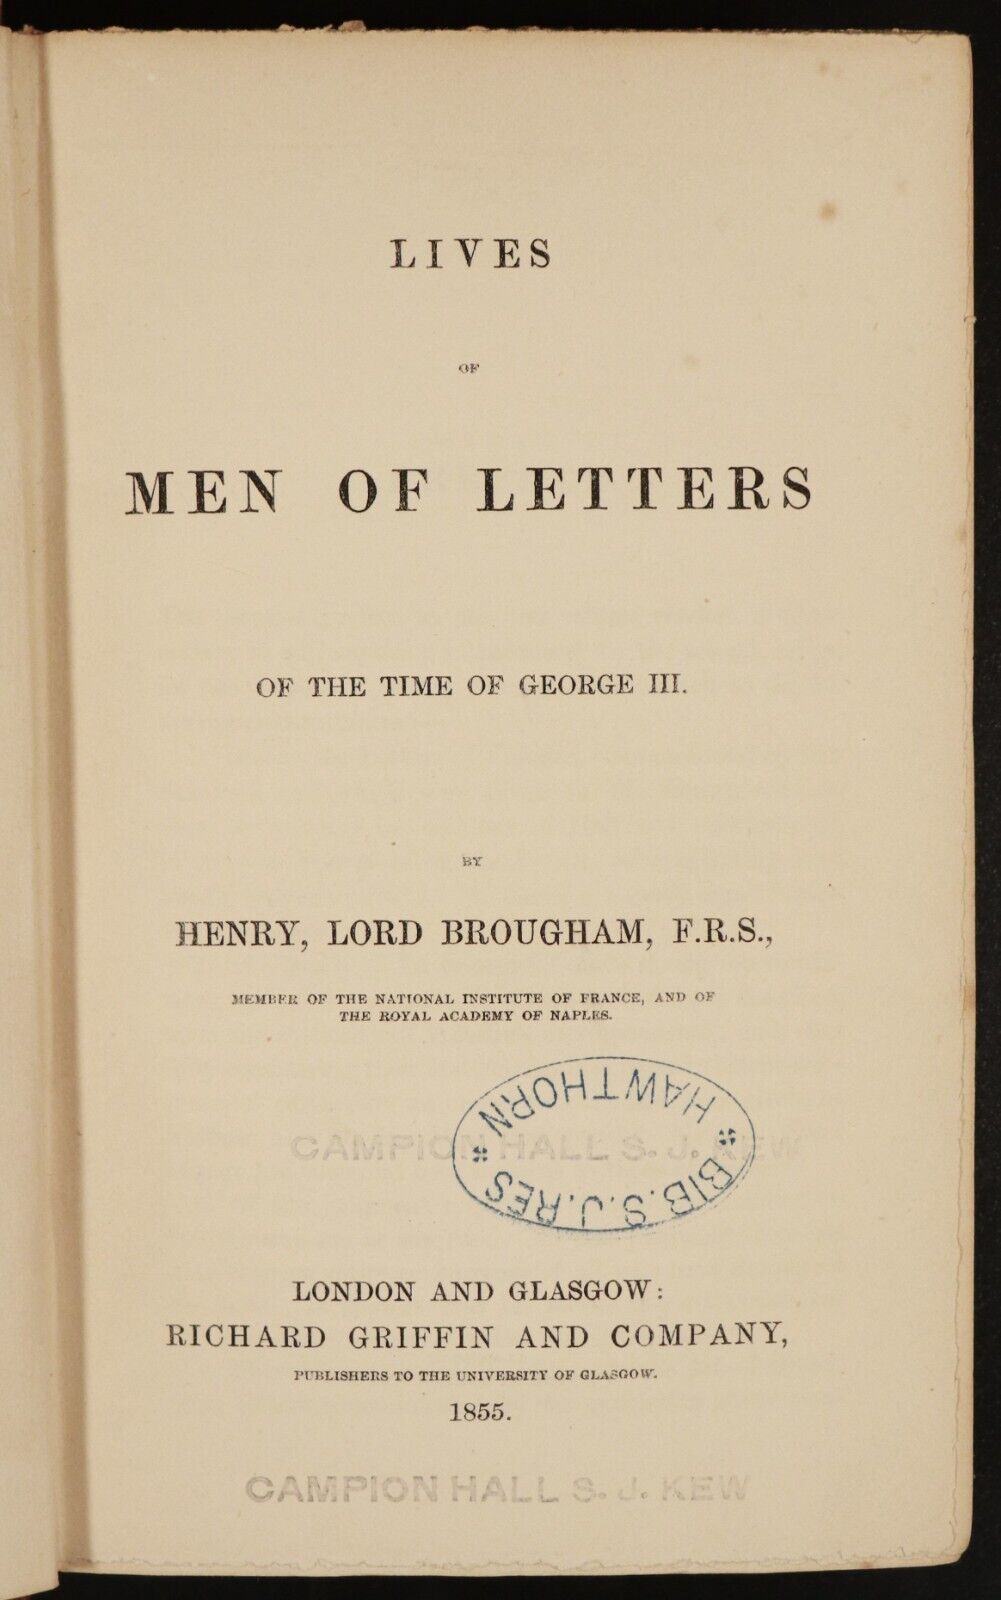 LIVES
OF
MEN OF LETTERS
OF THE TIME OF GEORGE III.
BY
HENRY, LORD BROUGHAM, F.R.S.,
MEMBER OF THE NATIONAL INSTITUTE OF FRANCE, AND OF
THE ROYAL ACADEMY OF NAPLES.
HAWTHORN
* BIB. S. J. RES *
CAMPION HALL S. J. KEW
LONDON AND GLASGOW:
RICHARD GRIFFIN AND COMPANY,
PUBLISHERS TO THE UNIVERSITY OF GLASGOW.
1855.
CAMPION HALL S. J. KEW